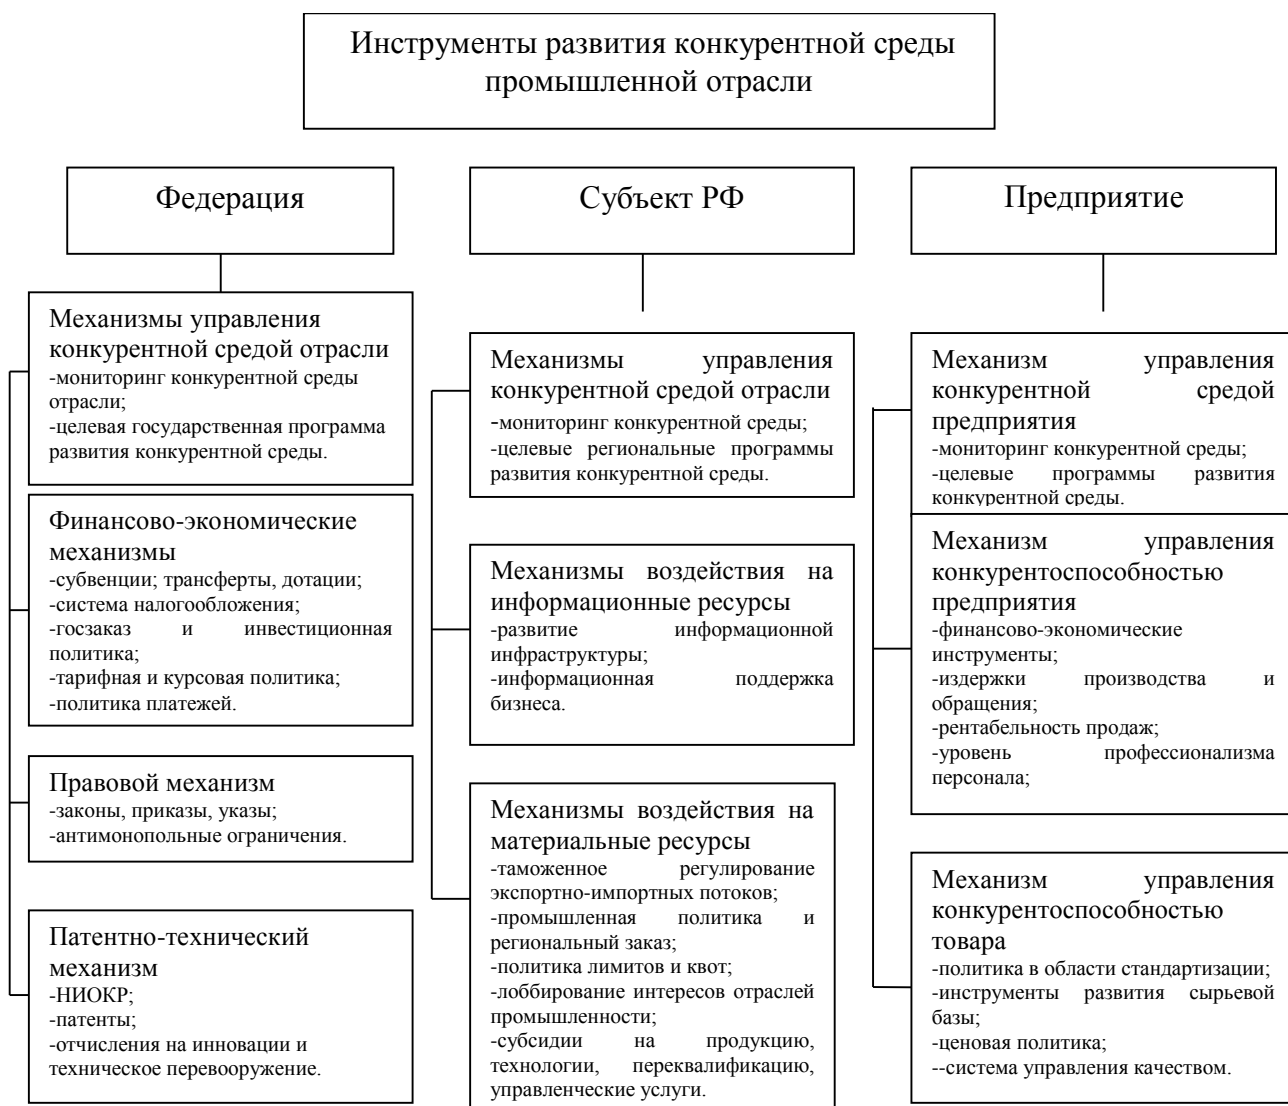 Инструменты развития конкурентной среды
промышленной отрасли
Федерация
Механизмы управления
конкурентной средой отрасли
-мониторинг конкурентной среды
отрасли;
-целевая государственная программа
развития конкурентной среды.
Финансово-экономические
механизмы
-субвенции; трансферты, дотации;
-система налогообложения;
-госзаказ и инвестиционная
политика;
-тарифная и курсовая политика;
-политика платежей.
Правовой механизм
-законы, приказы, указы;
-антимонопольные ограничения.
Патентно-технический
механизм
-НИОКР;
-патенты;
-отчисления на инновации и
техническое перевооружение.
Субъект РФ
Механизмы управления
конкурентной средой отрасли
-мониторинг конкурентной среды;
-целевые региональные программы
развития конкурентной среды.
Механизмы воздействия на
информационные ресурсы
-развитие информационной
инфраструктуры;
-информационная поддержка
бизнеса.
Механизмы воздействия на
материальные ресурсы
-таможенное регулирование
экспортно-импортных потоков;
-промышленная политика и
региональный заказ;
-политика лимитов и квот;
-лоббирование интересов отраслей
промышленности;
-субсидии на продукцию,
технологии, переквалификацию,
управленческие услуги.
Предприятие
Механизм управления
конкурентной средой
предприятия
-мониторинг конкурентной среды;
-целевые программы развития
конкурентной среды.
Механизм управления
конкурентоспособностью
предприятия
-финансово-экономические
инструменты;
-издержки производства и
обращения;
-рентабельность продаж;
-уровень профессионализма
персонала;
Механизм управления
конкурентоспособностью
товара
-политика в области стандартизации;
-инструменты развития сырьевой
базы;
-ценовая политика;
--система управления качеством.